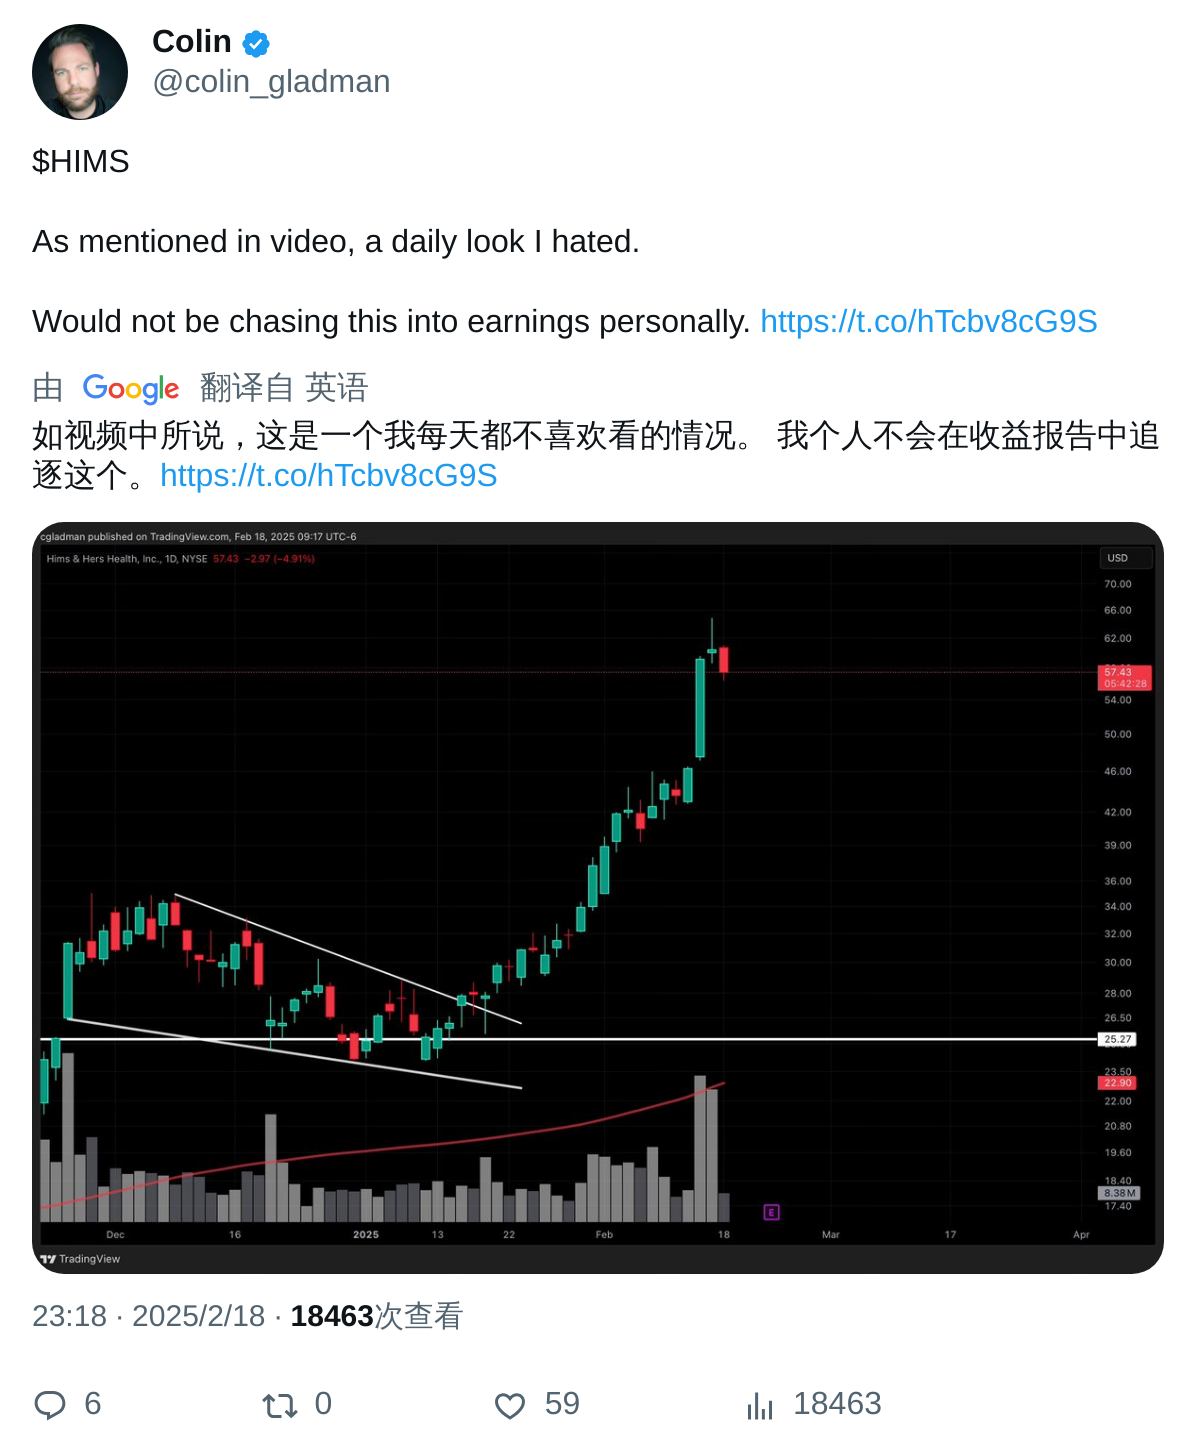 Colin
@colin_gladman
$HIMS
As mentioned in video, a daily look I hated.
Would not be chasing this into earnings personally. https://t.co/hTcbv8cG9S
由 Google 翻译自 英语
如视频中所说，这是一个我每天都不喜欢看的情况。 我个人不会在收益报告中追
逐这个。https://t.co/hTcbv8cG9S
cgladman published on TradingView.com, Feb 18, 2025 09:17 UTC-6
Hims & Hers Health, Inc., 1D, NYSE 57.43 −2.97 (−4.91%)
USD
70.00
66.00
62.00
57.43
05:42:28
54.00
50.00
46.00
42.00
39.00
36.00
34.00
32.00
30.00
28.00
26.50
25.27
23.50
22.90
22.00
20.80
19.60
18.40
8.38M
17.40
E
Dec 16 2025 13 22 Feb 18 Mar 17 Apr
TradingView
23:18 · 2025/2/18 · 18463次查看
6 0 59 18463